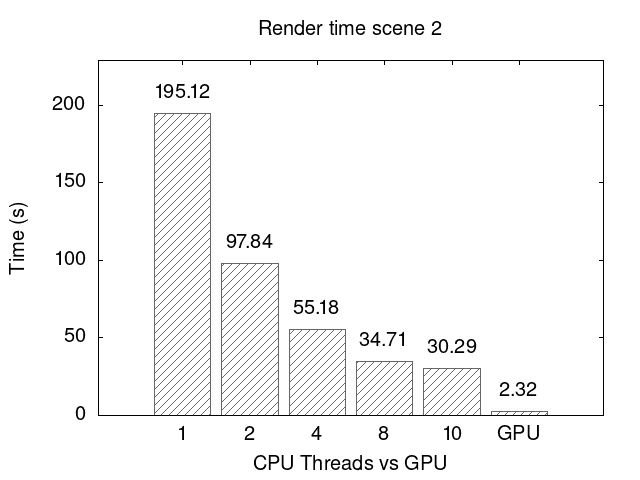 Render time scene 2
Time (s)
200
150
100
50
0
195.12
97.84
55.18
34.71
30.29
2.32
1 2 4 8 10 GPU
CPU Threads vs GPU